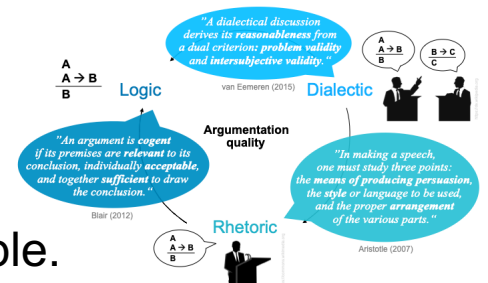 "A dialectical discussion
derives its reasonableness from
a dual criterion: problem validity
and intersubjective validity."
van Eemeren (2015)
A
A → B
B
Logic
Dialectic
A
A → B
B
B → C
C
Argumentation
quality
"An argument is cogent
if its premises are relevant to its
conclusion, individually acceptable,
and together sufficient to draw
the conclusion."
Blair (2012)
"In making a speech,
one must study three points:
the means of producing persuasion,
the style or language to be used,
and the proper arrangement
of the various parts."
Aristotle (2007)
Rhetoric
A
A → B
B
ple.